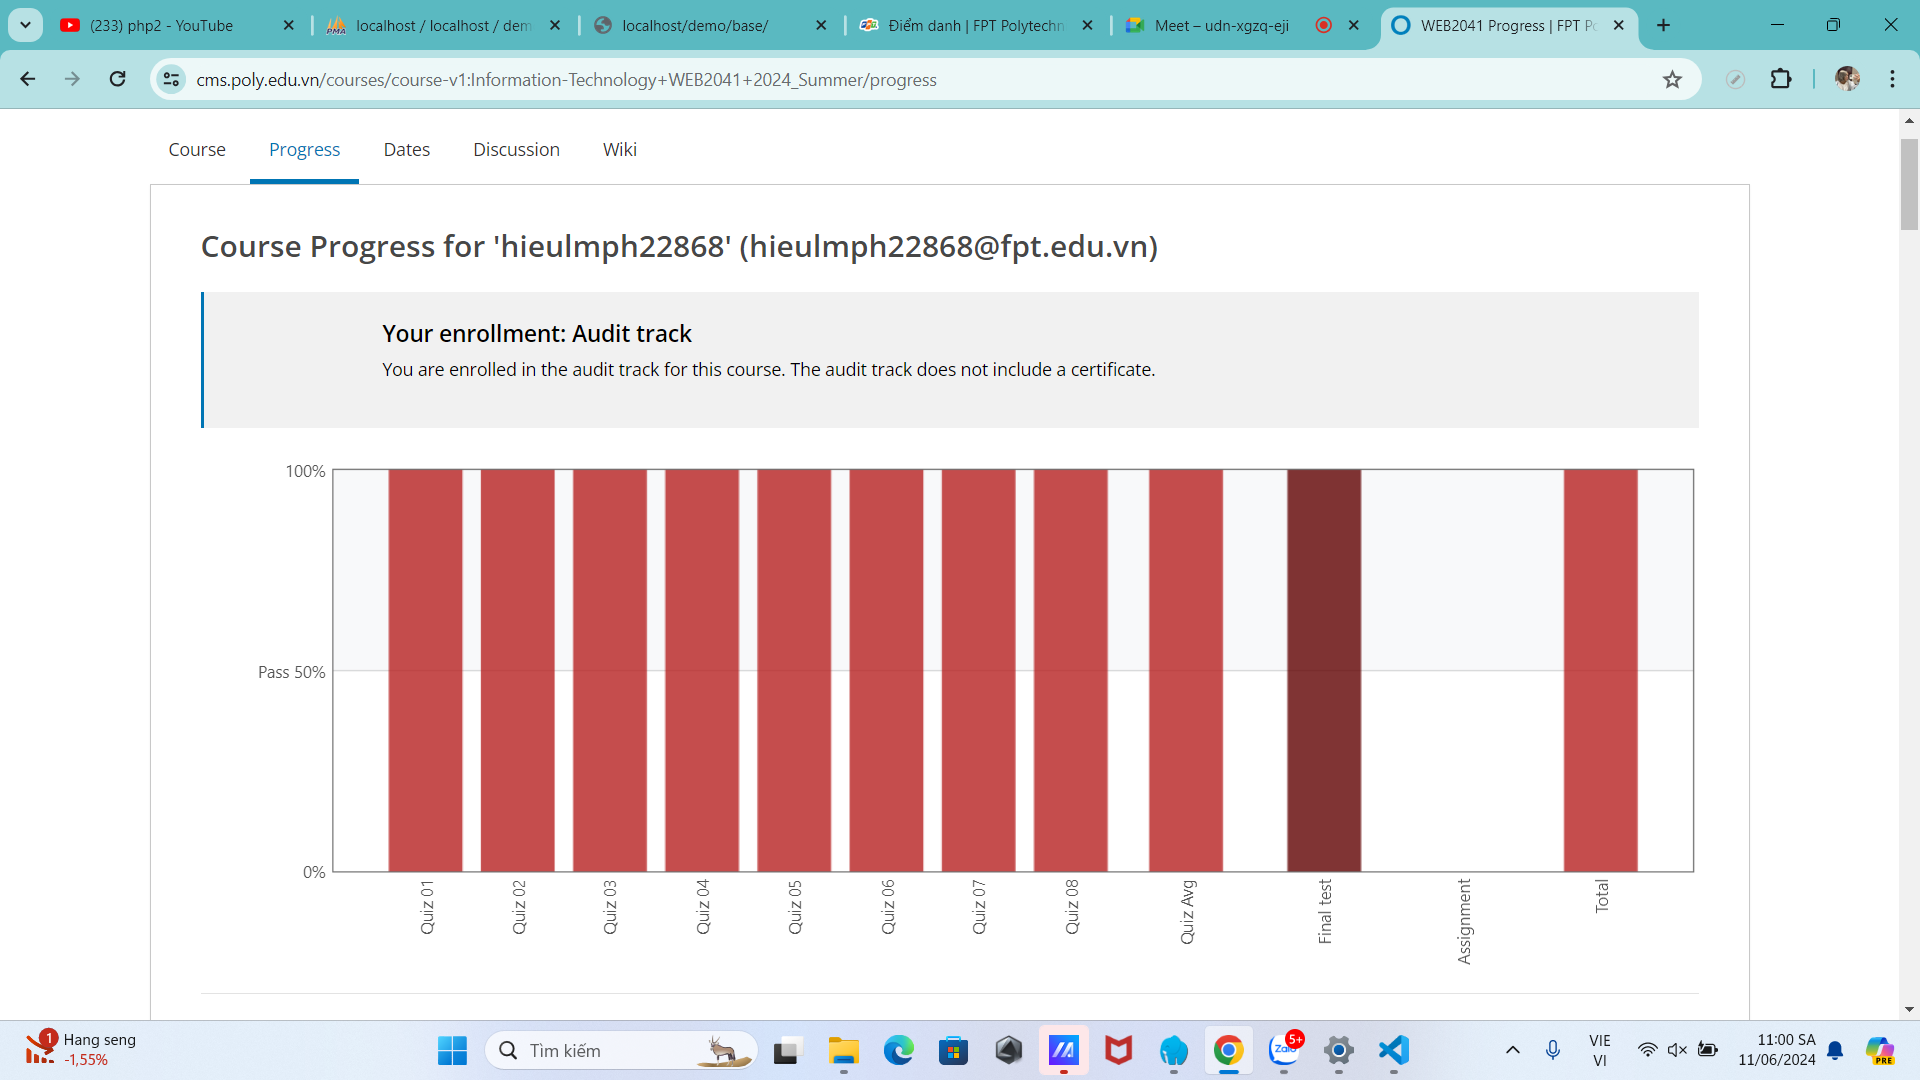 (233) php2 - YouTube
localhost / localhost / dem
localhost/demo/base/
Điểm danh | FPT Polytechn
Meet – udn-xgzq-eji
WEB2041 Progress | FPT Po
cms.poly.edu.vn/courses/course-v1:Information-Technology+WEB2041+2024_Summer/progress
Course
Progress
Dates
Discussion
Wiki
Course Progress for 'hieulmph22868' (hieulmph22868@fpt.edu.vn)
Your enrollment: Audit track
You are enrolled in the audit track for this course. The audit track does not include a certificate.
100%
Pass 50%
0%
Quiz 01
Quiz 02
Quiz 03
Quiz 04
Quiz 05
Quiz 06
Quiz 07
Quiz 08
Quiz Avg
Final test
Assignment
Total
1
Hang seng
-1,55%
Tìm kiếm
Zalo
5+
VIE
VI
11:00 SA
11/06/2024
PRE